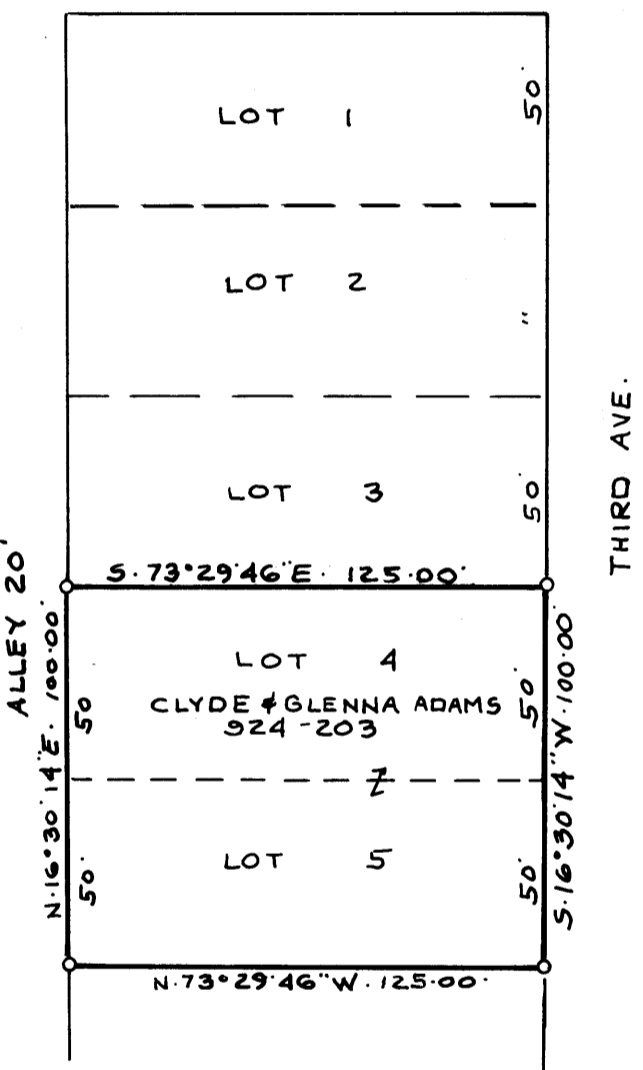 LOT 1
50'
LOT 2
"
LOT 3
50'
THIRD AVE.
ALLEY 20'
S. 73°29'46"E. 125.00'
N. 16°30'14"E. 100.00'
LOT 4
CLYDE & GLENNA ADAMS
924-203
50'
50'
S. 16°30'14"W. 100.00'
Z
LOT 5
50'
50'
N. 73°29'46"W. 125.00'